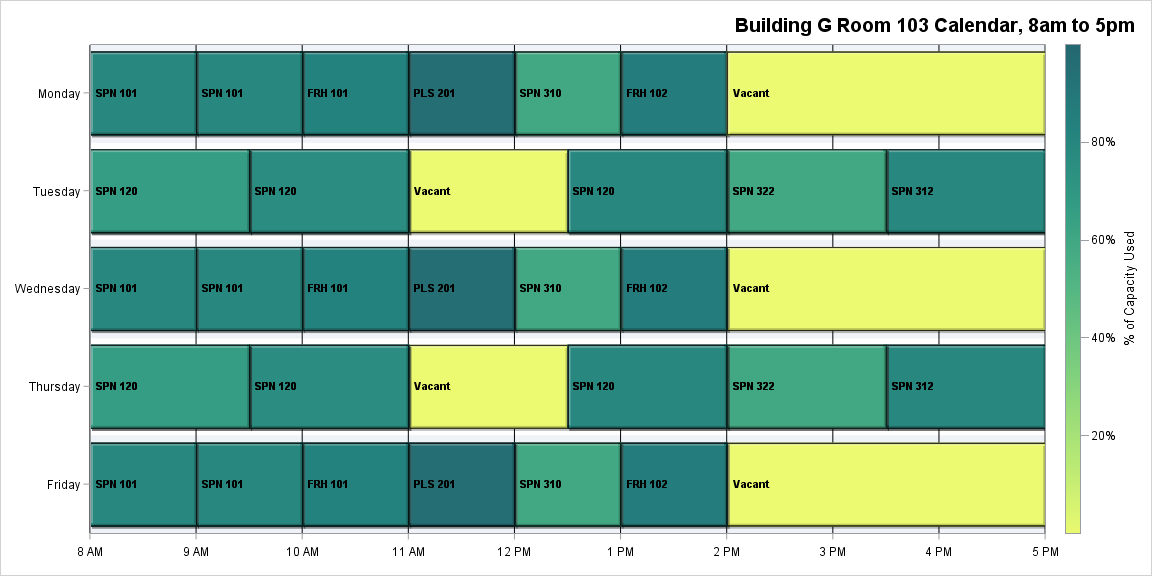 Building G Room 103 Calendar, 8am to 5pm
Monday SPN 101 SPN 101 FRH 101 PLS 201 SPN 310 FRH 102 Vacant
Tuesday SPN 120 SPN 120 Vacant SPN 120 SPN 322 SPN 312
Wednesday SPN 101 SPN 101 FRH 101 PLS 201 SPN 310 FRH 102 Vacant
Thursday SPN 120 SPN 120 Vacant SPN 120 SPN 322 SPN 312
Friday SPN 101 SPN 101 FRH 101 PLS 201 SPN 310 FRH 102 Vacant
8 AM 9 AM 10 AM 11 AM 12 PM 1 PM 2 PM 3 PM 4 PM 5 PM
80%
60%
40%
20%
% of Capacity Used